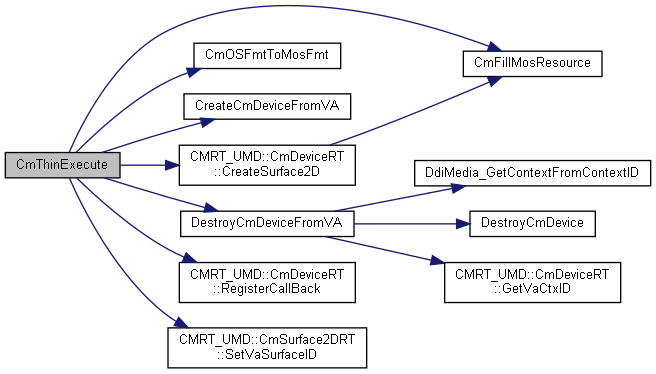 CmThinExecute
CmOSFmtToMosFmt
CreateCmDeviceFromVA
CMRT_UMD::CmDeviceRT
::CreateSurface2D
DestroyCmDeviceFromVA
CMRT_UMD::CmDeviceRT
::RegisterCallBack
CMRT_UMD::CmSurface2DRT
::SetVaSurfaceID
CmFillMosResource
DdiMedia_GetContextFromContextID
DestroyCmDevice
CMRT_UMD::CmDeviceRT
::GetVaCtxID